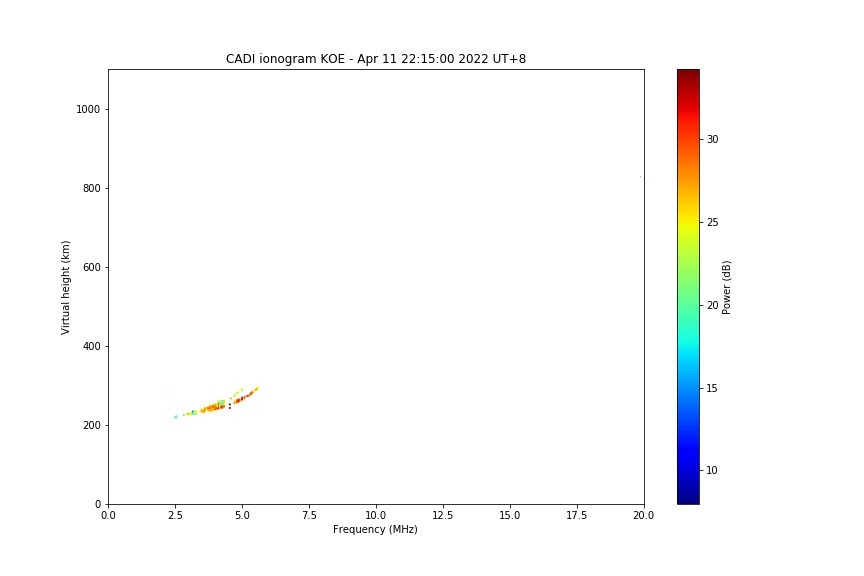 CADI ionogram KOE - Apr 11 22:15:00 2022 UT+8
1000
800
600
400
200
0
Virtual height (km)
0.0 2.5 5.0 7.5 10.0 12.5 15.0 17.5 20.0
Frequency (MHz)
30
25
20
15
10
Power (dB)